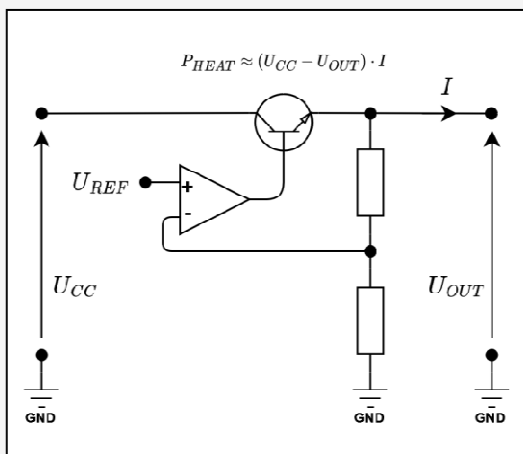 P_HEAT ≈ (U_CC − U_OUT) · I
I
U_REF
+
-
U_CC
U_OUT
GND
GND
GND